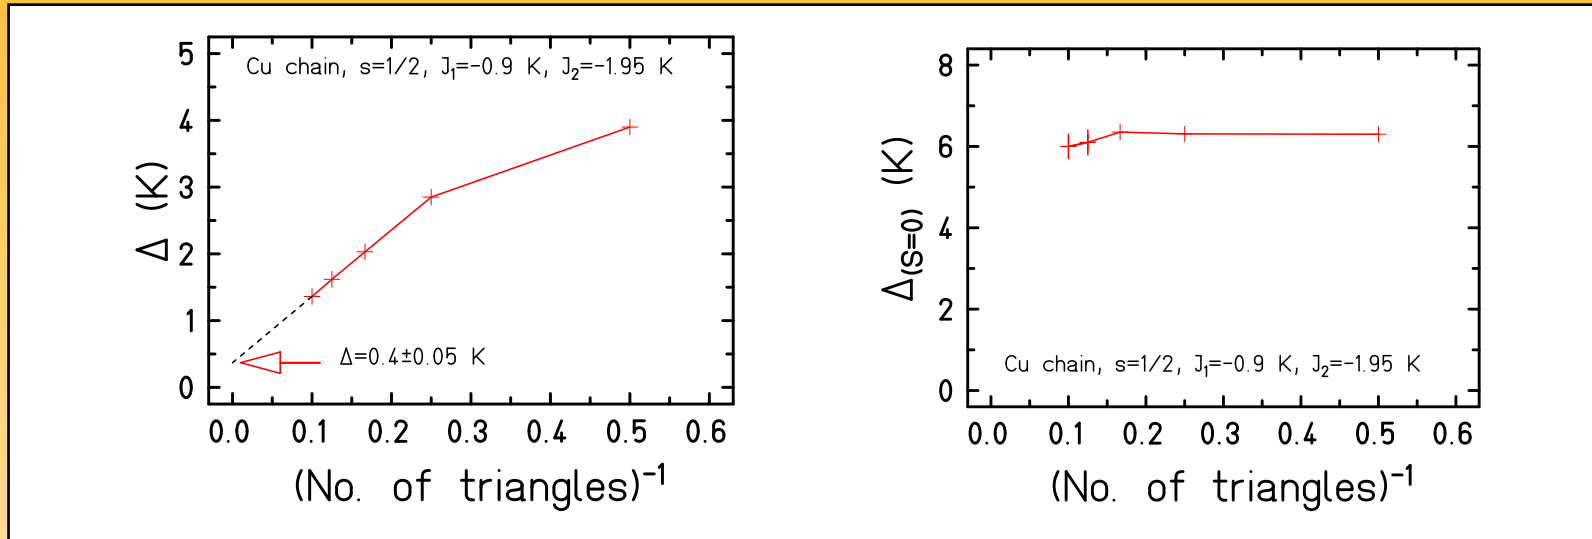 5
4
3
2
1
0
Δ (K)
Cu chain, s=1/2, J₁=-0.9 K, J₂=-1.95 K
Δ=0.4±0.05 K
0.0 0.1 0.2 0.3 0.4 0.5 0.6
(No. of triangles)⁻¹
8
6
4
2
0
Δ(S=0) (K)
Cu chain, s=1/2, J₁=-0.9 K, J₂=-1.95 K
0.0 0.1 0.2 0.3 0.4 0.5 0.6
(No. of triangles)⁻¹